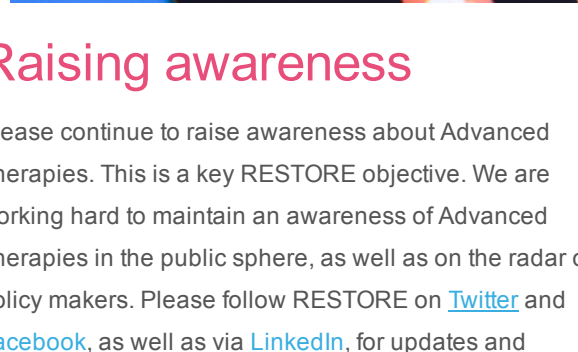 Raising awareness
lease continue to raise awareness about Advanced
herapies. This is a key RESTORE objective. We are
orking hard to maintain an awareness of Advanced
herapies in the public sphere, as well as on the radar o
olicy makers. Please follow RESTORE on Twitter and
acebook, as well as via LinkedIn, for updates and